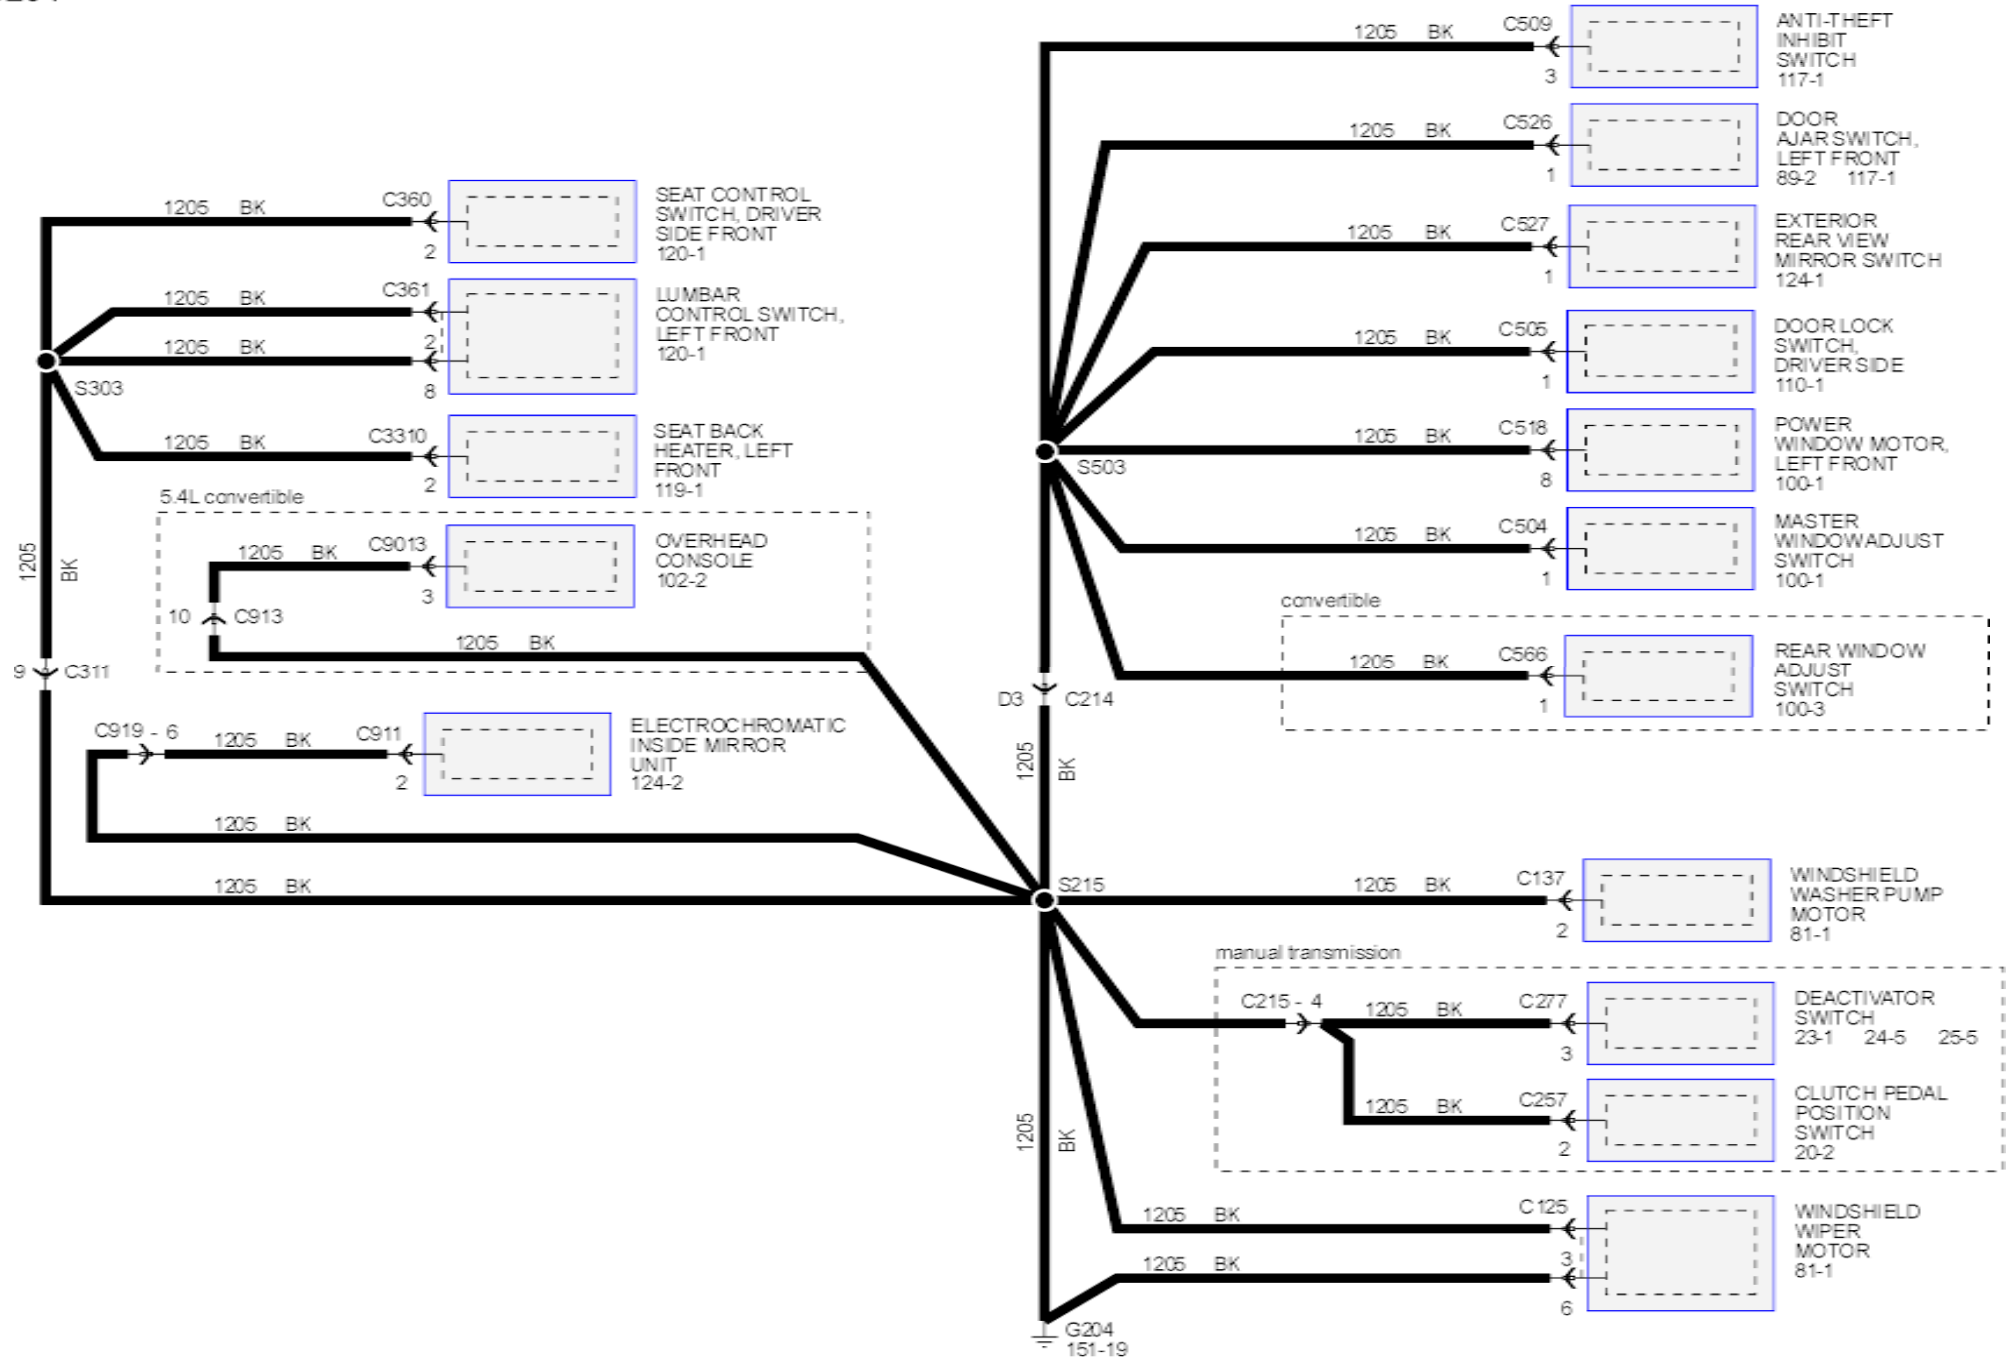 1205 BK C509
3
ANTI-THEFT
INHIBIT
SWITCH
117-1
1205 BK C526
1
DOOR
AJAR SWITCH,
LEFT FRONT
89-2 117-1
1205 BK C527
1
EXTERIOR
REAR VIEW
MIRROR SWITCH
124-1
1205 BK C505
1
DOOR LOCK
SWITCH,
DRIVER SIDE
110-1
1205 BK C518
8
POWER
WINDOW MOTOR,
LEFT FRONT
100-1
S503
1205 BK C504
1
MASTER
WINDOW ADJUST
SWITCH
100-1
convertible
1205 BK C566
1
REAR WINDOW
ADJUST
SWITCH
100-3
D3 C214
1205 BK
1205 BK C360
2
SEAT CONTROL
SWITCH, DRIVER
SIDE FRONT
120-1
1205 BK C361
2
1205 BK
8
LUMBAR
CONTROL SWITCH,
LEFT FRONT
120-1
S303
1205 BK C3310
2
SEAT BACK
HEATER, LEFT
FRONT
119-1
5.4L convertible
1205 BK C9013
3
OVERHEAD
CONSOLE
102-2
10 C913
1205 BK
1205 BK
9 C311
C919 - 6 1205 BK C911
2
ELECTROCHROMATIC
INSIDE MIRROR
UNIT
124-2
1205 BK
1205 BK
S215
1205 BK C137
2
WINDSHIELD
WASHER PUMP
MOTOR
81-1
manual transmission
C215 - 4 1205 BK C277
3
DEACTIVATOR
SWITCH
23-1 24-5 25-5
1205 BK C257
2
CLUTCH PEDAL
POSITION
SWITCH
20-2
1205 BK
1205 BK C125
3
1205 BK
6
WINDSHIELD
WIPER
MOTOR
81-1
G204
151-19